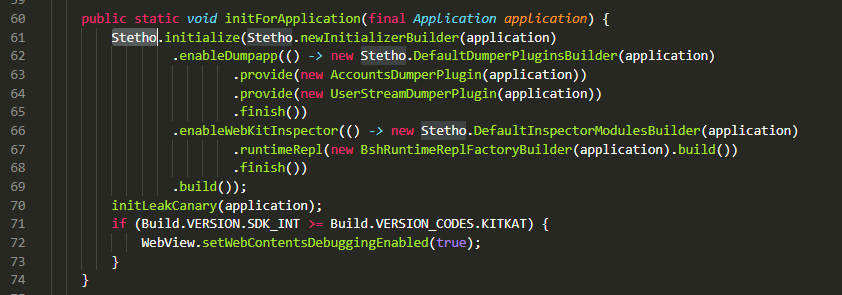 60 public static void initForApplication(final Application application) {
61 Stetho.initialize(Stetho.newInitializerBuilder(application)
62 .enableDumpapp(() -> new Stetho.DefaultDumperPluginsBuilder(application)
63 .provide(new AccountsDumperPlugin(application))
64 .provide(new UserStreamDumperPlugin(application))
65 .finish())
66 .enableWebKitInspector(() -> new Stetho.DefaultInspectorModulesBuilder(application)
67 .runtimeRepl(new BshRuntimeReplFactoryBuilder(application).build())
68 .finish())
69 .build());
70 initLeakCanary(application);
71 if (Build.VERSION.SDK_INT >= Build.VERSION_CODES.KITKAT) {
72 WebView.setWebContentsDebuggingEnabled(true);
73 }
74 }